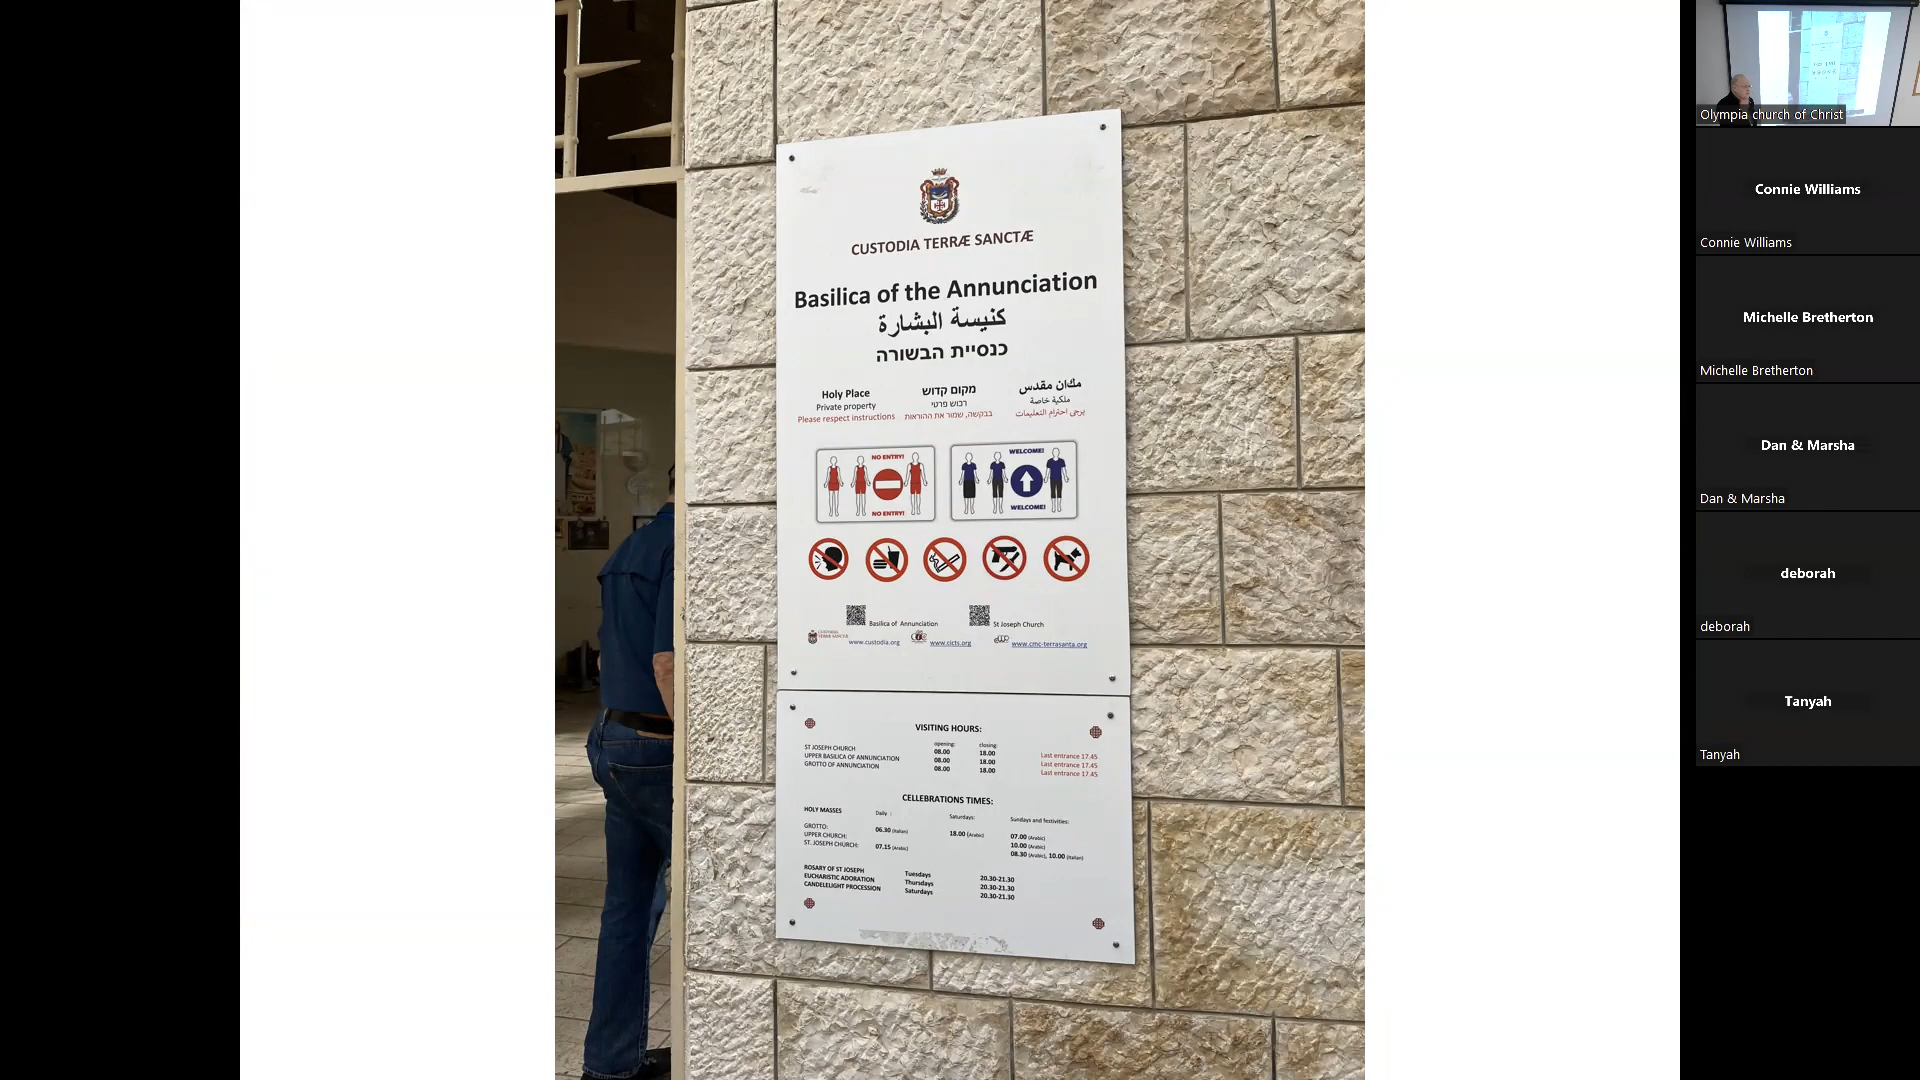 CUSTODIA TERRÆ SANCTÆ
Basilica of the Annunciation
كنيسة البشارة
כנסיית הבשורה
Holy Place
Private property
Please respect instructions
מקום קדוש
רכוש פרטי
בבקשה, שמור את ההוראות
مكان مقدس
ملكية خاصة
يرجى احترام التعليمات
NO ENTRY!
NO ENTRY!
WELCOME!
WELCOME!
Basilica of Annunciation
St Joseph Church
CUSTODIA TERRÆ SANCTÆ
www.custodia.org
www.cicts.org
www.cmc-terrasanta.org
VISITING HOURS:
opening: closing:
ST JOSEPH CHURCH 08.00 18.00 Last entrance 17.45
UPPER BASILICA OF ANNUNCIATION 08.00 18.00 Last entrance 17.45
GROTTO OF ANNUNCIATION 08.00 18.00 Last entrance 17.45
CELLEBRATIONS TIMES:
HOLY MASSES Daily : Saturdays: Sundays and festivities:
GROTTO: 06.30 (Italian) 18.00 (Arabic) 07.00 (Arabic)
UPPER CHURCH: 10.00 (Arabic)
ST. JOSEPH CHURCH: 07.15 (Arabic) 08.30 (Arabic), 10.00 (Italian)
ROSARY OF ST JOSEPH Tuesdays 20.30-21.30
EUCHARISTIC ADORATION Thursdays 20.30-21.30
CANDELELIGHT PROCESSION Saturdays 20.30-21.30
Olympia church of Christ
Connie Williams
Connie Williams
Michelle Bretherton
Michelle Bretherton
Dan & Marsha
Dan & Marsha
deborah
deborah
Tanyah
Tanyah